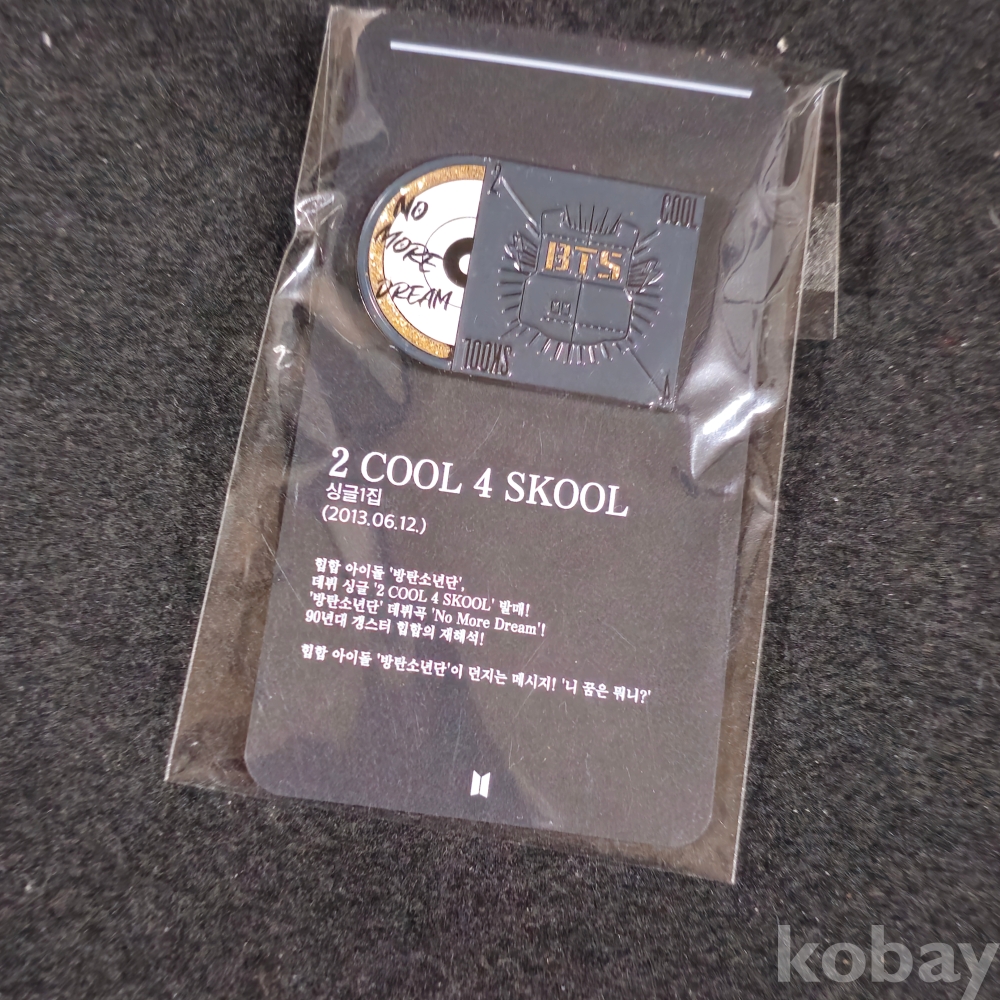 2
COOL
NO
MORE
DREAM
BTS
4
SKOOL
2 COOL 4 SKOOL
싱글1집
(2013.06.12.)
힙합 아이돌 '방탄소년단',
데뷔 싱글 '2 COOL 4 SKOOL' 발매!
'방탄소년단' 데뷔곡 'No More Dream'!
90년대 갱스터 힙합의 재해석!
힙합 아이돌 '방탄소년단'이 던지는 메시지! '니 꿈은 뭐니?'
kobay